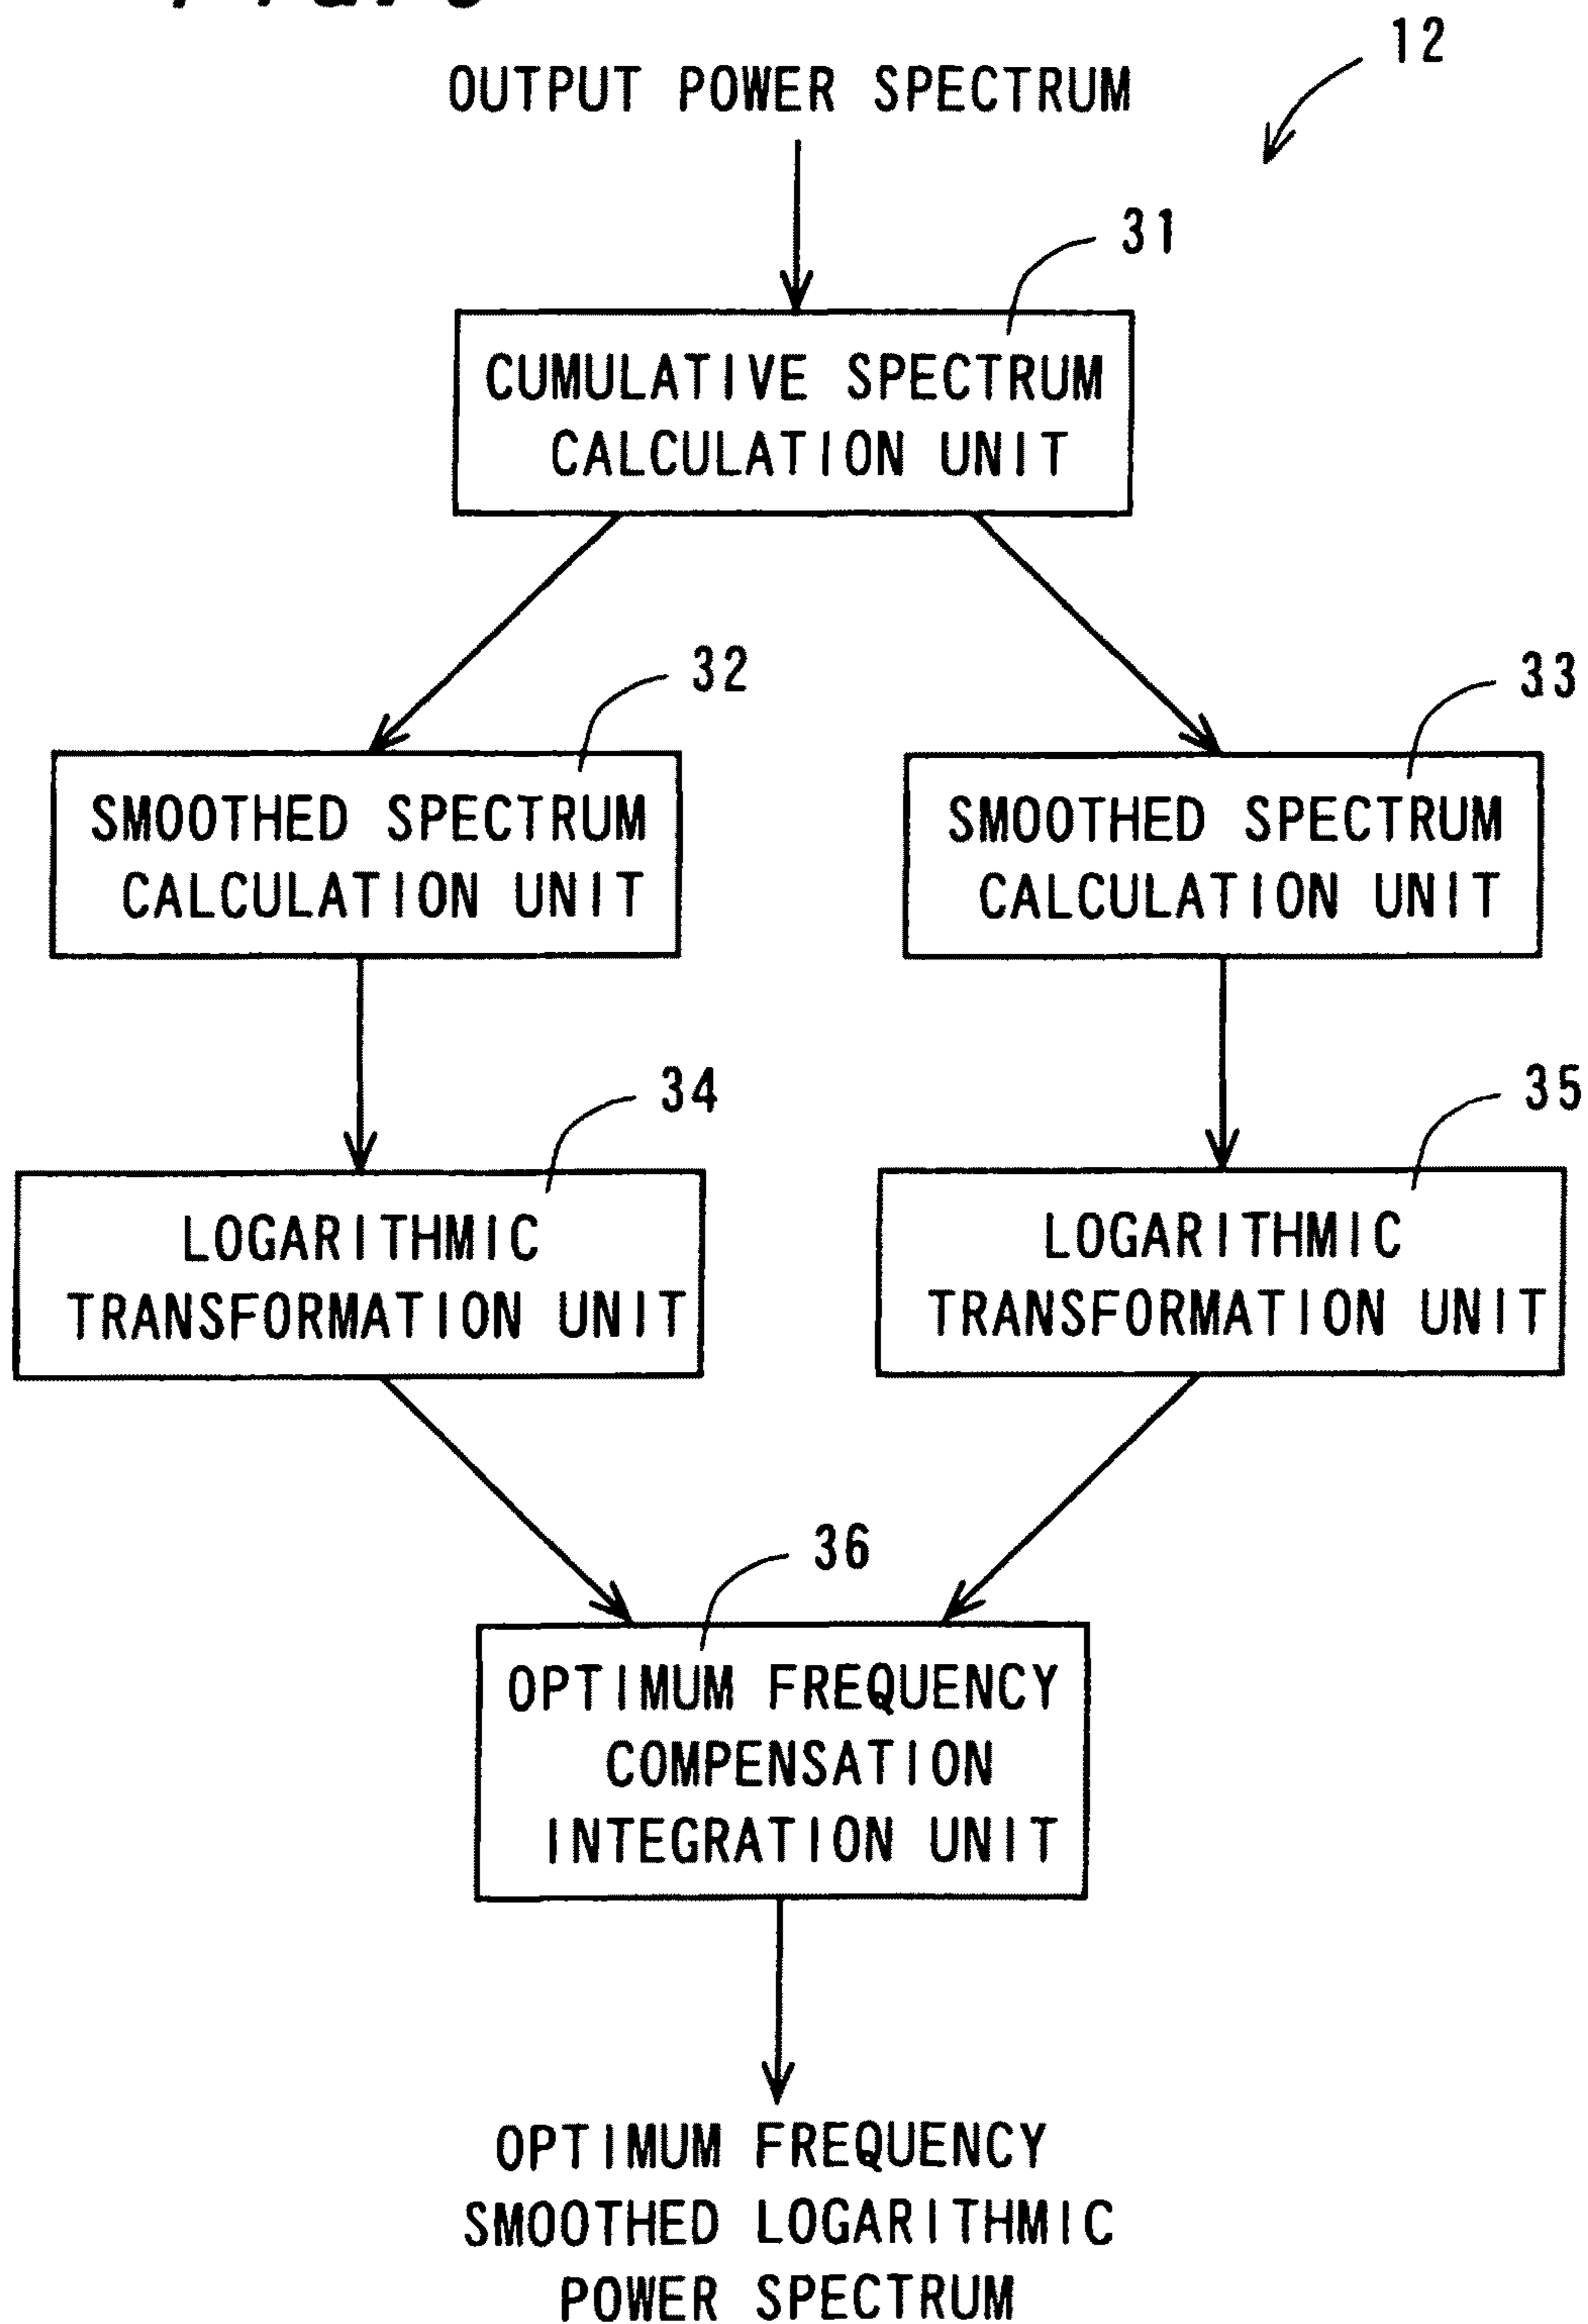 12
OUTPUT POWER SPECTRUM
31
CUMULATIVE SPECTRUM
CALCULATION UNIT
32
33
SMOOTHED SPECTRUM
CALCULATION UNIT
SMOOTHED SPECTRUM
CALCULATION UNIT
34
35
LOGARITHMIC
TRANSFORMATION UNIT
LOGARITHMIC
TRANSFORMATION UNIT
36
OPTIMUM FREQUENCY
COMPENSATION
INTEGRATION UNIT
OPTIMUM FREQUENCY
SMOOTHED LOGARITHMIC
POWER SPECTRUM